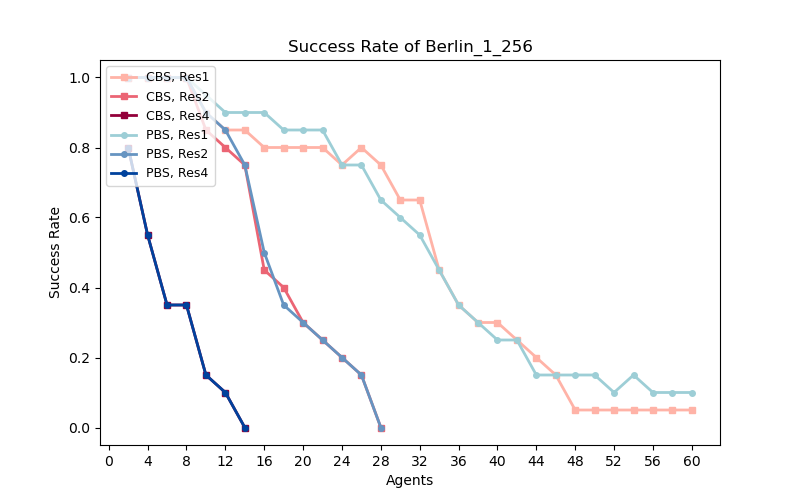 Success Rate of Berlin_1_256
CBS, Res1
CBS, Res2
CBS, Res4
PBS, Res1
PBS, Res2
PBS, Res4
Success Rate
1.0
0.8
0.6
0.4
0.2
0.0
0 4 8 12 16 20 24 28 32 36 40 44 48 52 56 60
Agents